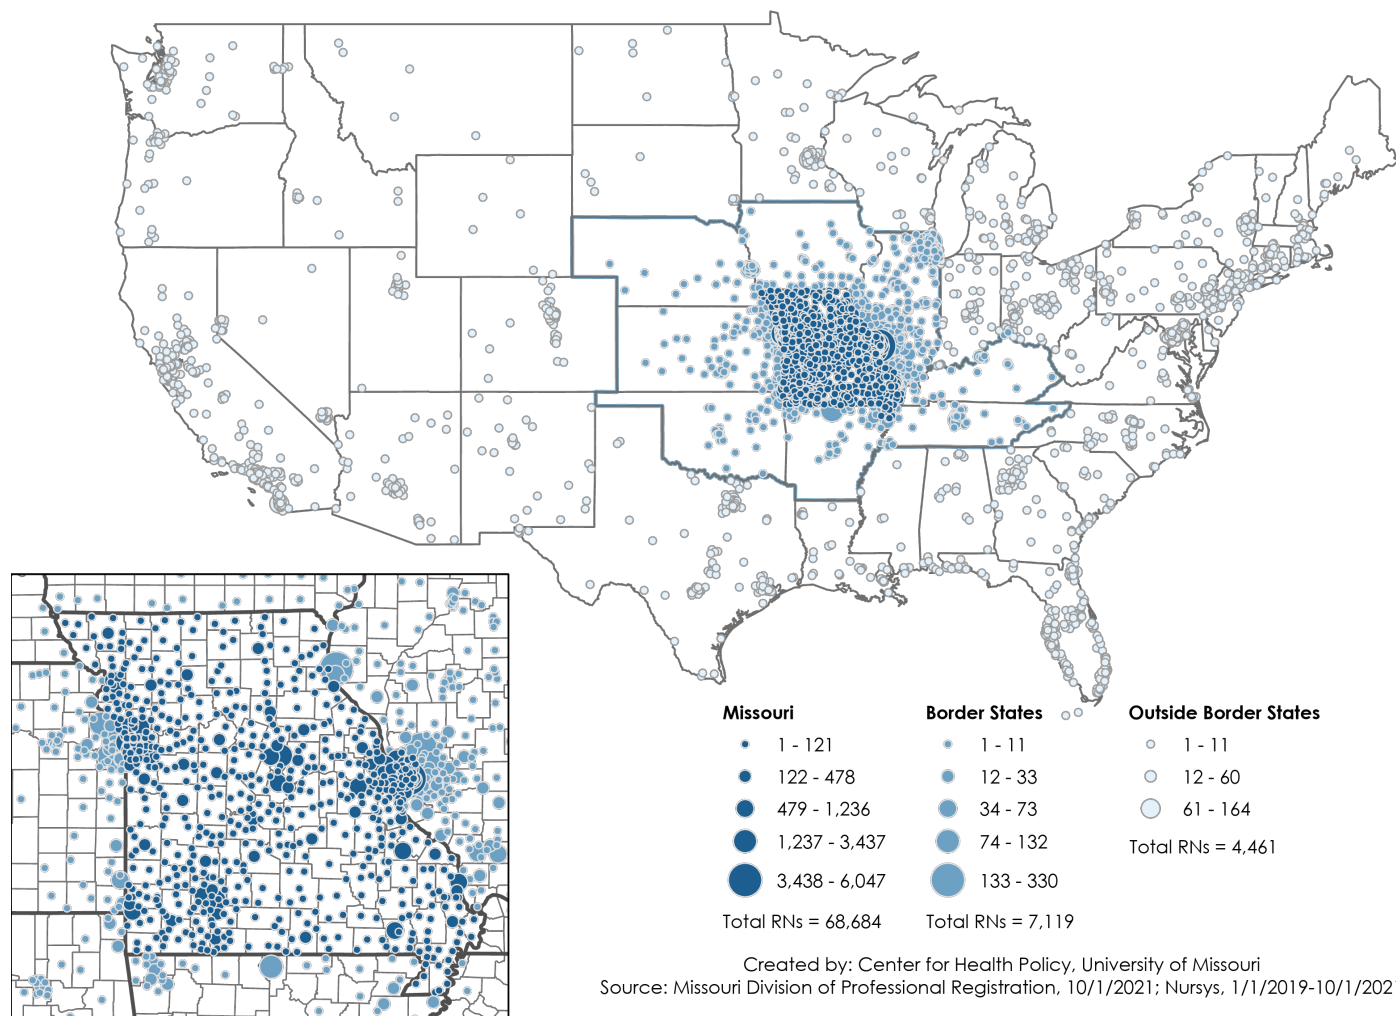 Missouri
1 - 121
122 - 478
479 - 1,236
1,237 - 3,437
3,438 - 6,047
Total RNs = 68,684
Border States
1 - 11
12 - 33
34 - 73
74 - 132
133 - 330
Total RNs = 7,119
Outside Border States
1 - 11
12 - 60
61 - 164
Total RNs = 4,461
Created by: Center for Health Policy, University of Missouri
Source: Missouri Division of Professional Registration, 10/1/2021; Nursys, 1/1/2019-10/1/202